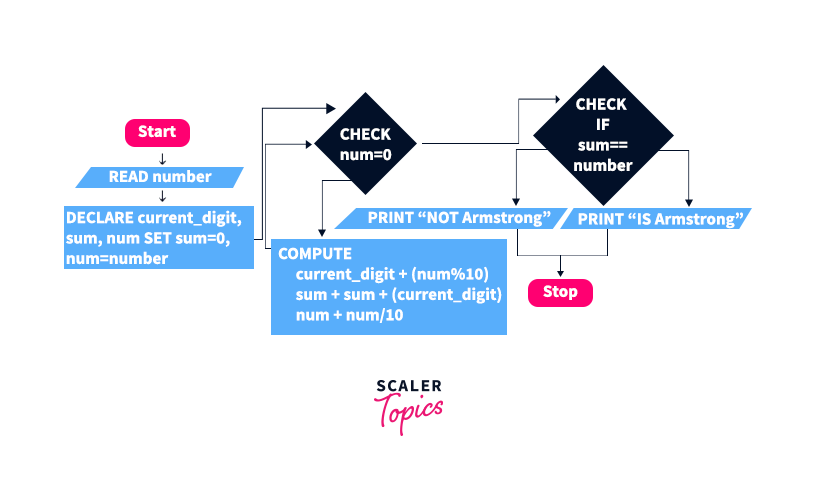 Start
READ number
DECLARE current_digit,
sum, num SET sum=0,
num=number
CHECK
num=0
COMPUTE
current_digit + (num%10)
sum + sum + (current_digit)
num + num/10
CHECK
IF
sum==
number
PRINT “NOT Armstrong”
PRINT “IS Armstrong”
Stop
SCALER
Topics